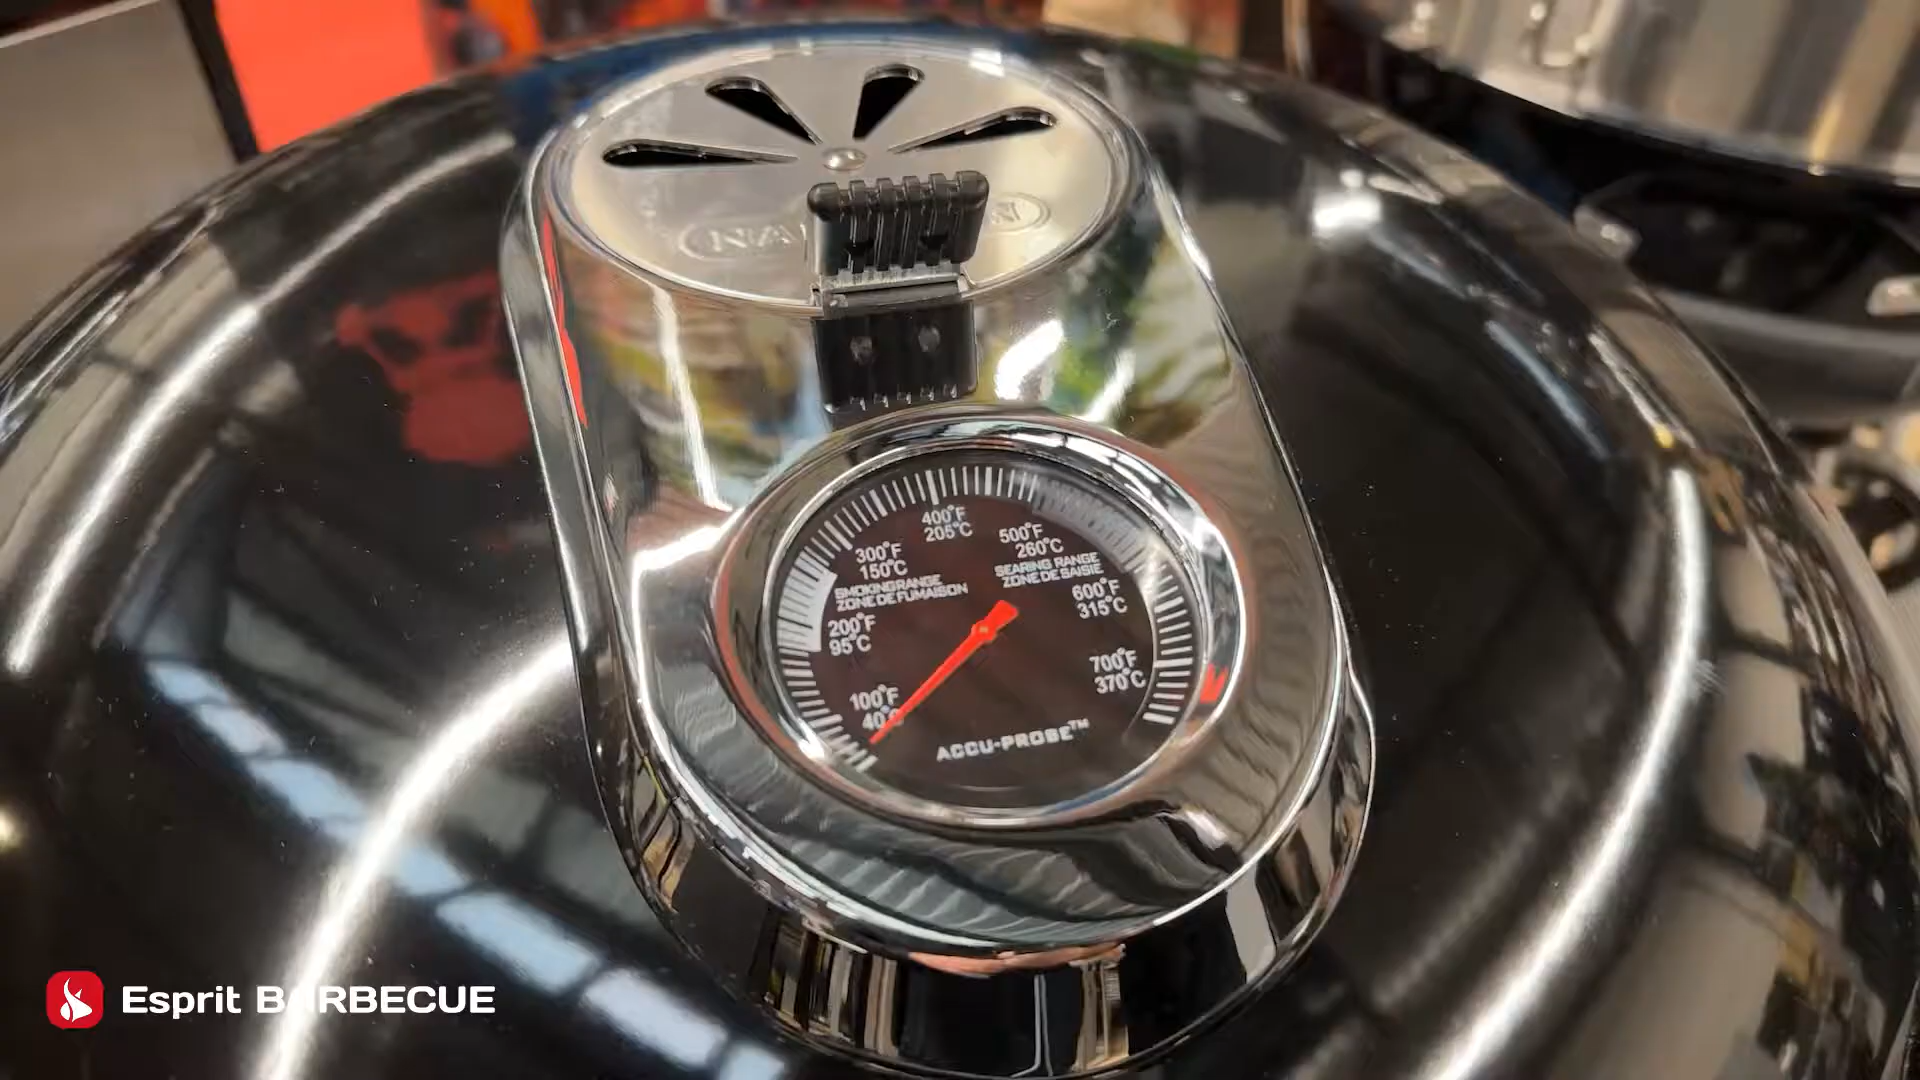 400°F
205°C
500°F
260°C
300°F
150°C
SEARING RANGE
ZONE DE SAISIE
SMOKING RANGE
ZONE DE FUMAISON
600°F
315°C
200°F
95°C
700°F
370°C
100°F
ACCU-PROBE™
Esprit BARBECUE